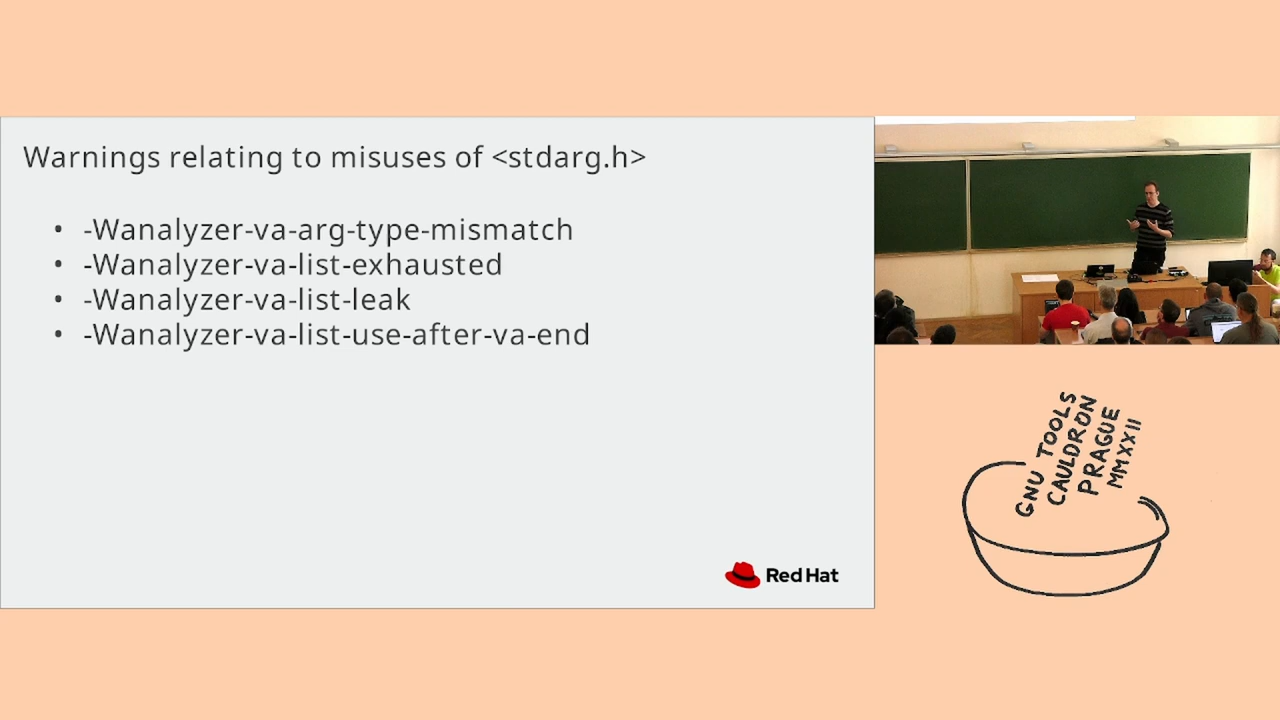 Warnings relating to misuses of <stdarg.h>
• -Wanalyzer-va-arg-type-mismatch
• -Wanalyzer-va-list-exhausted
• -Wanalyzer-va-list-leak
• -Wanalyzer-va-list-use-after-va-end
Red Hat
GNU TOOLS
CAULDRON
PRAGUE
MMXXII